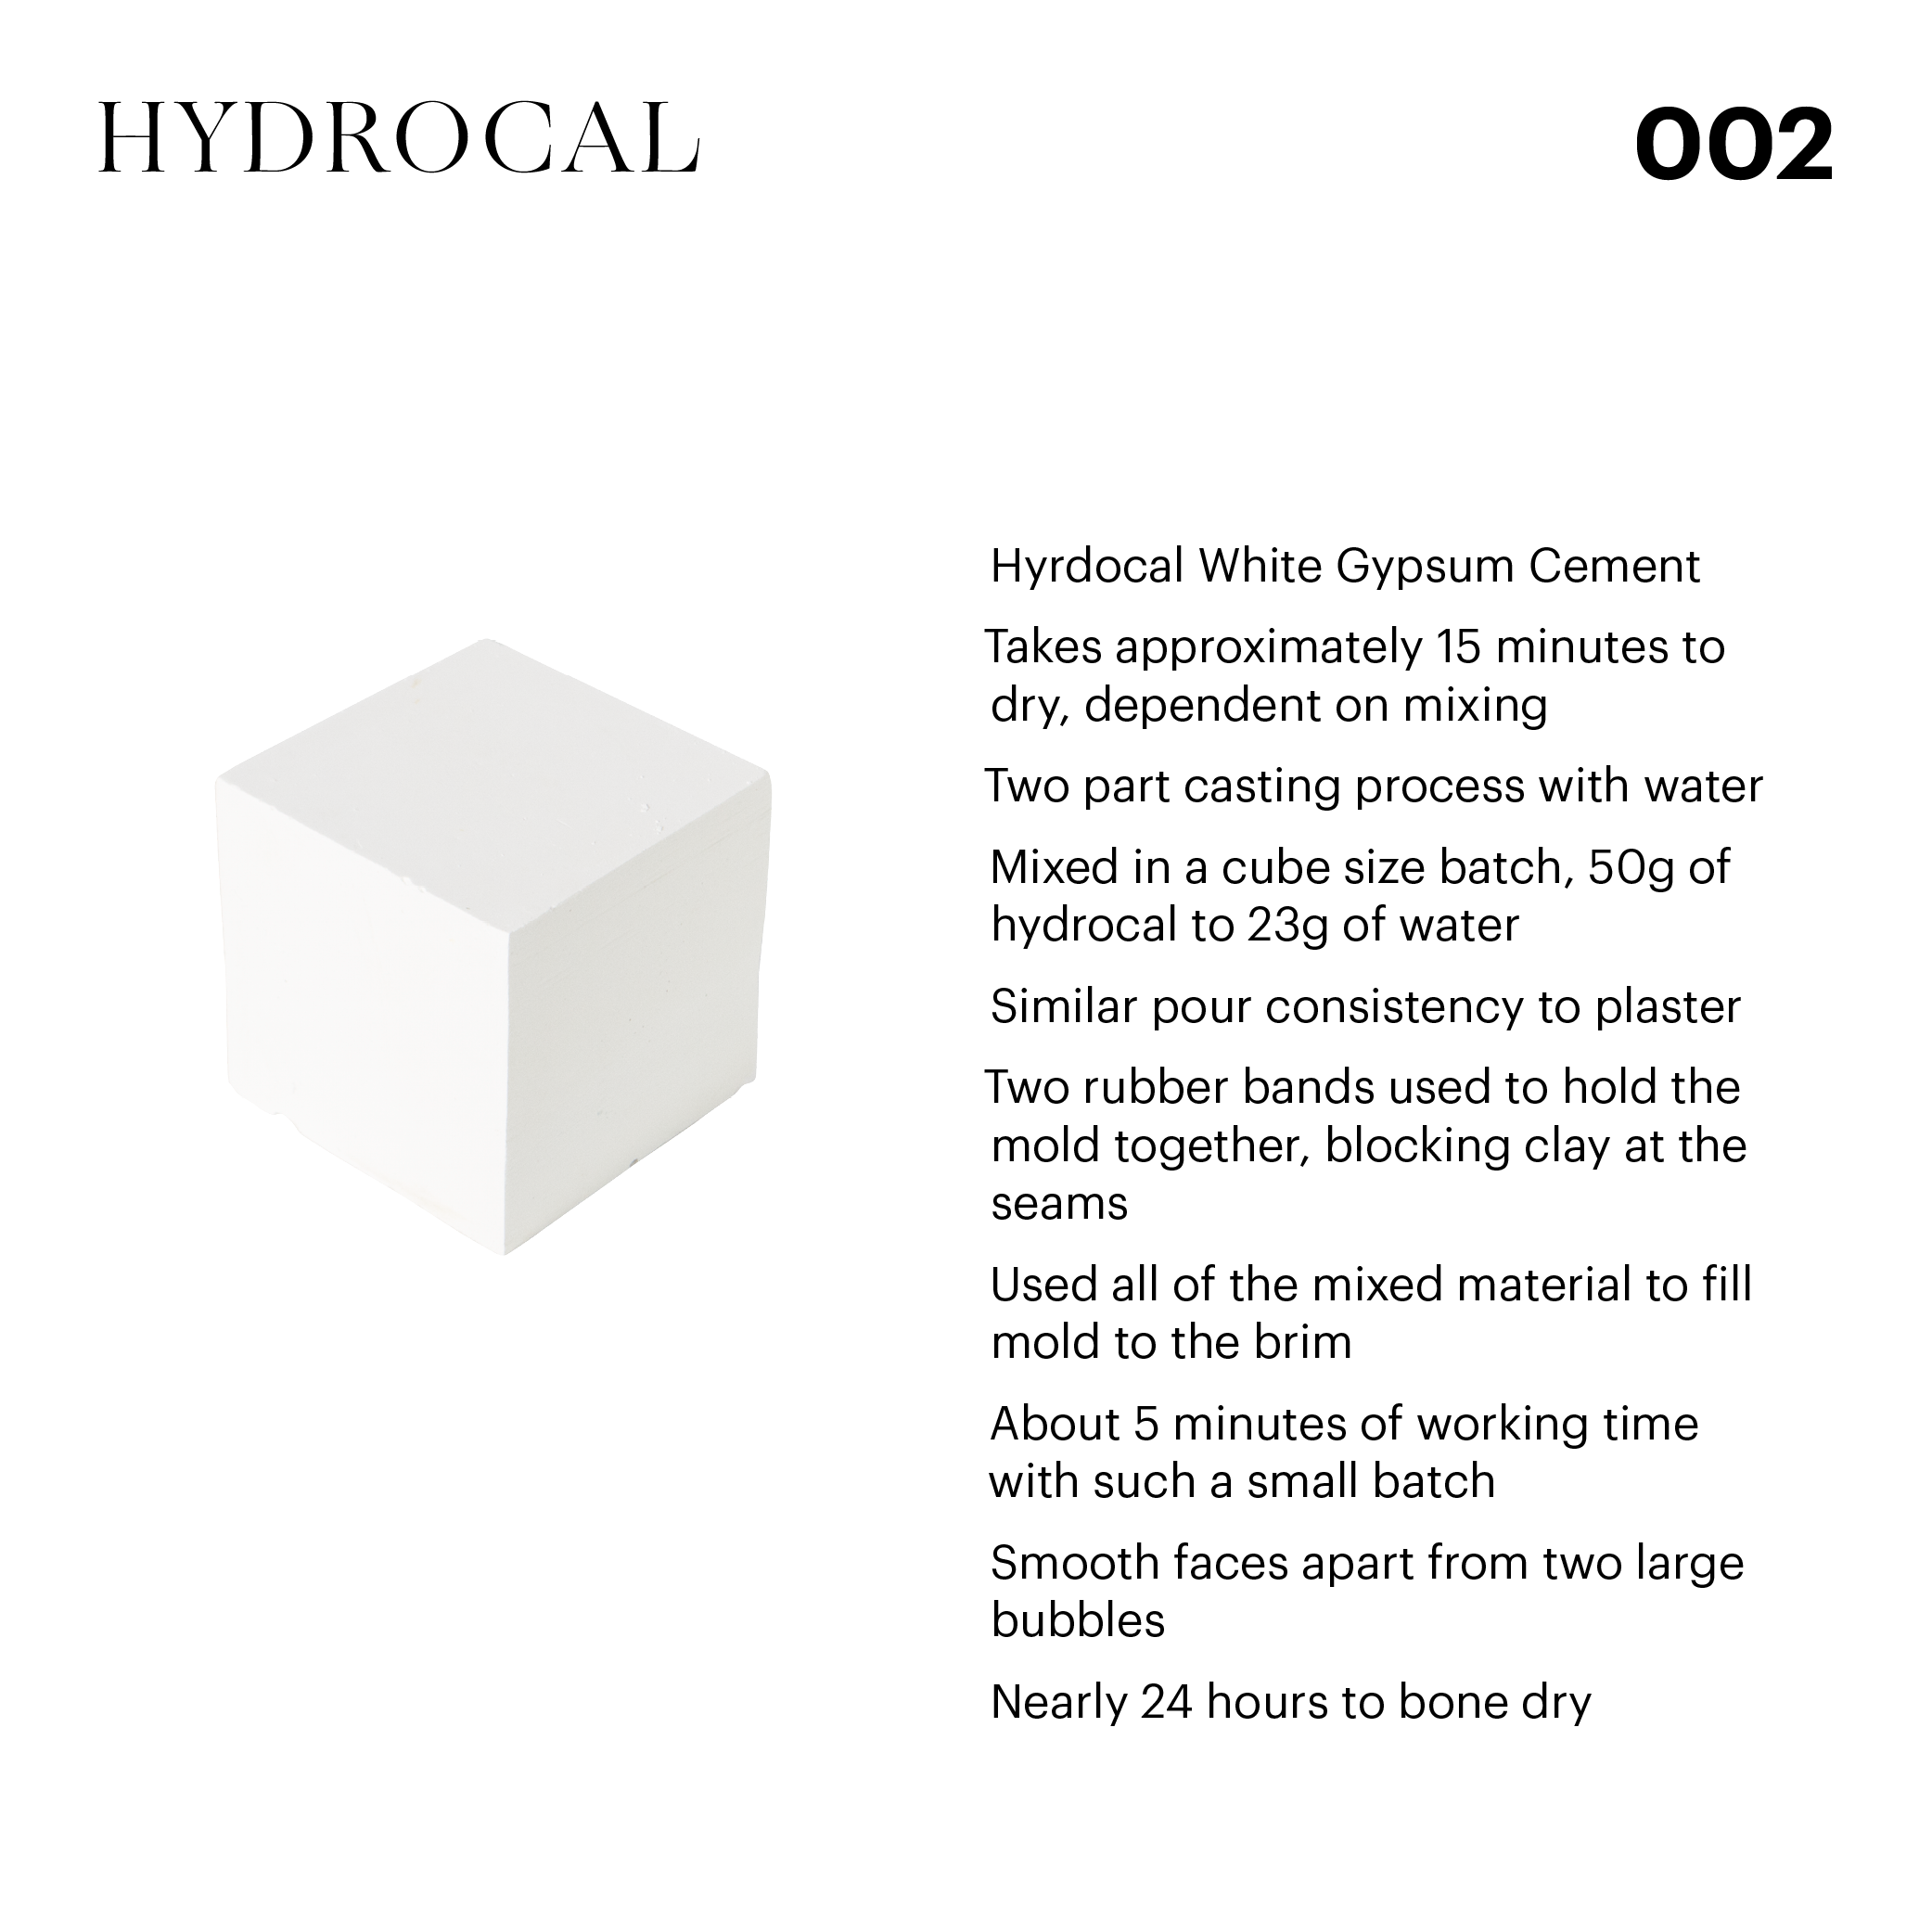 HYDROCAL
002
Hyrdocal White Gypsum Cement
Takes approximately 15 minutes to
dry, dependent on mixing
Two part casting process with water
Mixed in a cube size batch, 50g of
hydrocal to 23g of water
Similar pour consistency to plaster
Two rubber bands used to hold the
mold together, blocking clay at the
seams
Used all of the mixed material to fill
mold to the brim
About 5 minutes of working time
with such a small batch
Smooth faces apart from two large
bubbles
Nearly 24 hours to bone dry